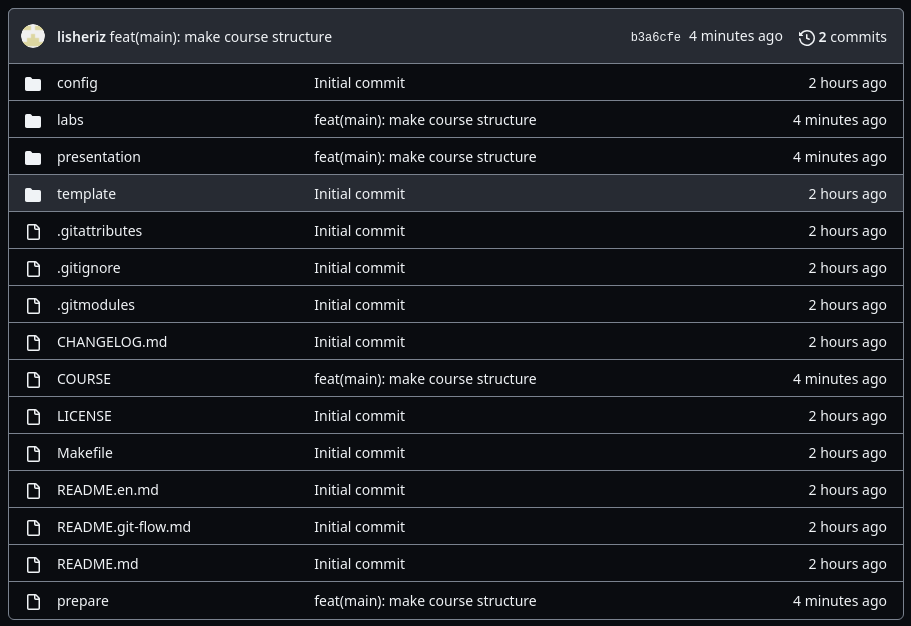 lisheriz feat(main): make course structure b3a6cfe 4 minutes ago 2 commits
config Initial commit 2 hours ago
labs feat(main): make course structure 4 minutes ago
presentation feat(main): make course structure 4 minutes ago
template Initial commit 2 hours ago
.gitattributes Initial commit 2 hours ago
.gitignore Initial commit 2 hours ago
.gitmodules Initial commit 2 hours ago
CHANGELOG.md Initial commit 2 hours ago
COURSE feat(main): make course structure 4 minutes ago
LICENSE Initial commit 2 hours ago
Makefile Initial commit 2 hours ago
README.en.md Initial commit 2 hours ago
README.git-flow.md Initial commit 2 hours ago
README.md Initial commit 2 hours ago
prepare feat(main): make course structure 4 minutes ago